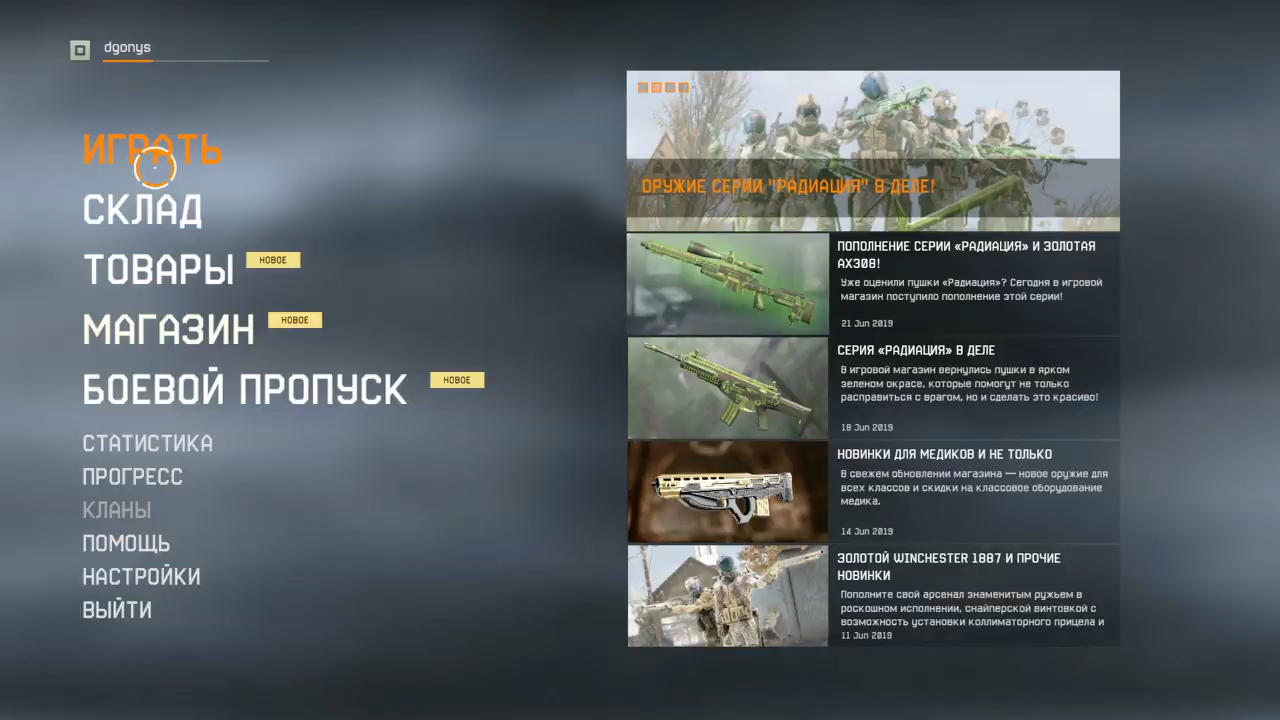 dgonys
ИГРАТЬ
СКЛАД
ТОВАРЫ НОВОЕ
МАГАЗИН НОВОЕ
БОЕВОЙ ПРОПУСК НОВОЕ
СТАТИСТИКА
ПРОГРЕСС
КЛАНЫ
ПОМОЩЬ
НАСТРОЙКИ
ВЫЙТИ
ОРУЖИЕ СЕРИИ "РАДИАЦИЯ" В ДЕЛЕ!
ПОПОЛНЕНИЕ СЕРИИ «РАДИАЦИЯ» И ЗОЛОТАЯ
AX308!
Уже оценили пушки «Радиация»? Сегодня в игровой
магазин поступило пополнение этой серии!
21 Jun 2019
СЕРИЯ «РАДИАЦИЯ» В ДЕЛЕ
В игровой магазин вернулись пушки в ярком
зеленом окрасе, которые помогут не только
расправиться с врагом, но и сделать это красиво!
18 Jun 2019
НОВИНКИ ДЛЯ МЕДИКОВ И НЕ ТОЛЬКО
В свежем обновлении магазина — новое оружие для
всех классов и скидки на классовое оборудование
медика.
14 Jun 2019
ЗОЛОТОЙ WINCHESTER 1887 И ПРОЧИЕ
НОВИНКИ
Пополните свой арсенал знаменитым ружьем в
роскошном исполнении, снайперской винтовкой с
возможность установки коллиматорного прицела и
11 Jun 2019